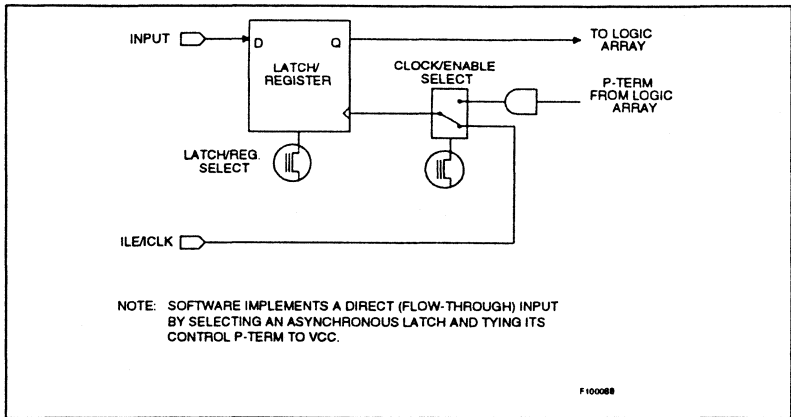 INPUT
D
Q
LATCH/
REGISTER
TO LOGIC
ARRAY
CLOCK/ENABLE
SELECT
P-TERM
FROM LOGIC
ARRAY
LATCH/REG.
SELECT
ILE/ICLK
NOTE: SOFTWARE IMPLEMENTS A DIRECT (FLOW-THROUGH) INPUT
BY SELECTING AN ASYNCHRONOUS LATCH AND TYING ITS
CONTROL P-TERM TO VCC.